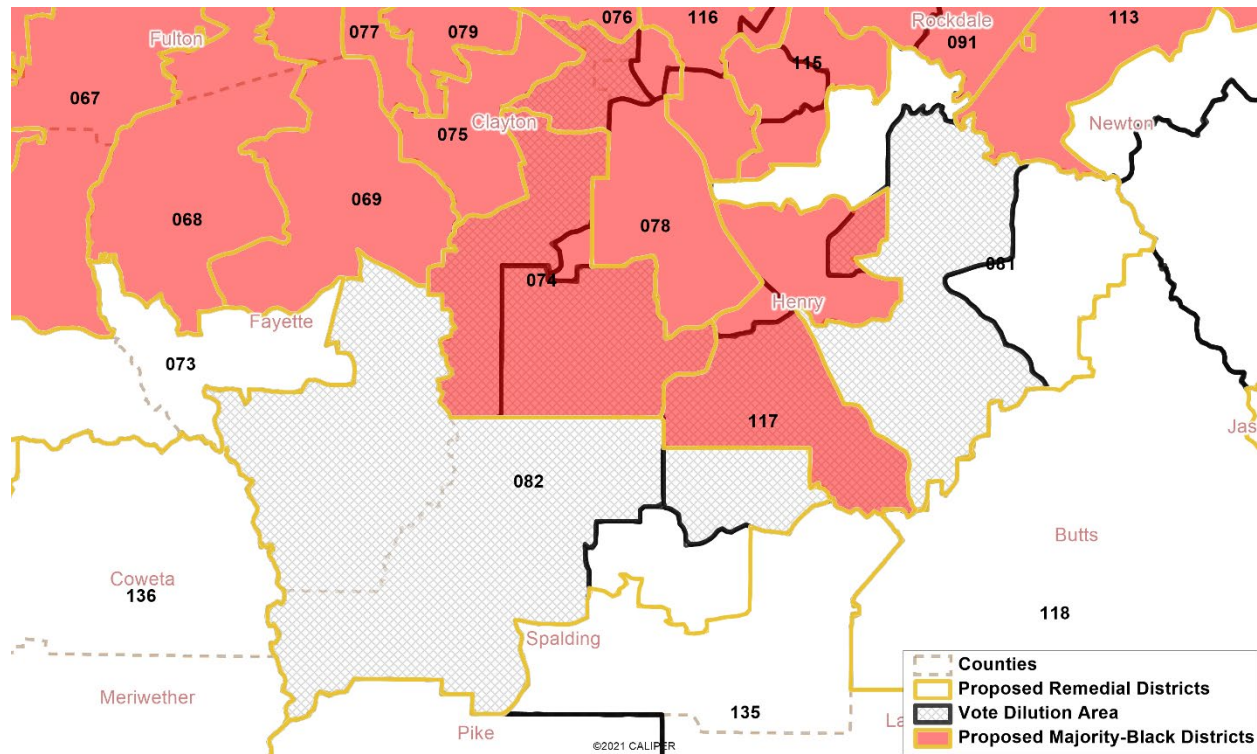 076
116
Rockdale
113
Fulton
077
079
091
067
115
Clayton
Newton
075
068
069
078
074
081
Henry
Fayette
073
Jas
117
082
Butts
Coweta
136
118
Spalding
Meriwether
135
La
Pike
Counties
Proposed Remedial Districts
Vote Dilution Area
Proposed Majority-Black Districts
©2021 CALIPER